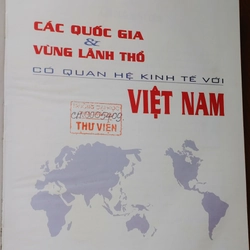 CÁC QUỐC GIA
&
VÙNG LÃNH THỔ
CÓ QUAN HỆ KINH TẾ VỚI
VIỆT NAM
THƯ VIỆN